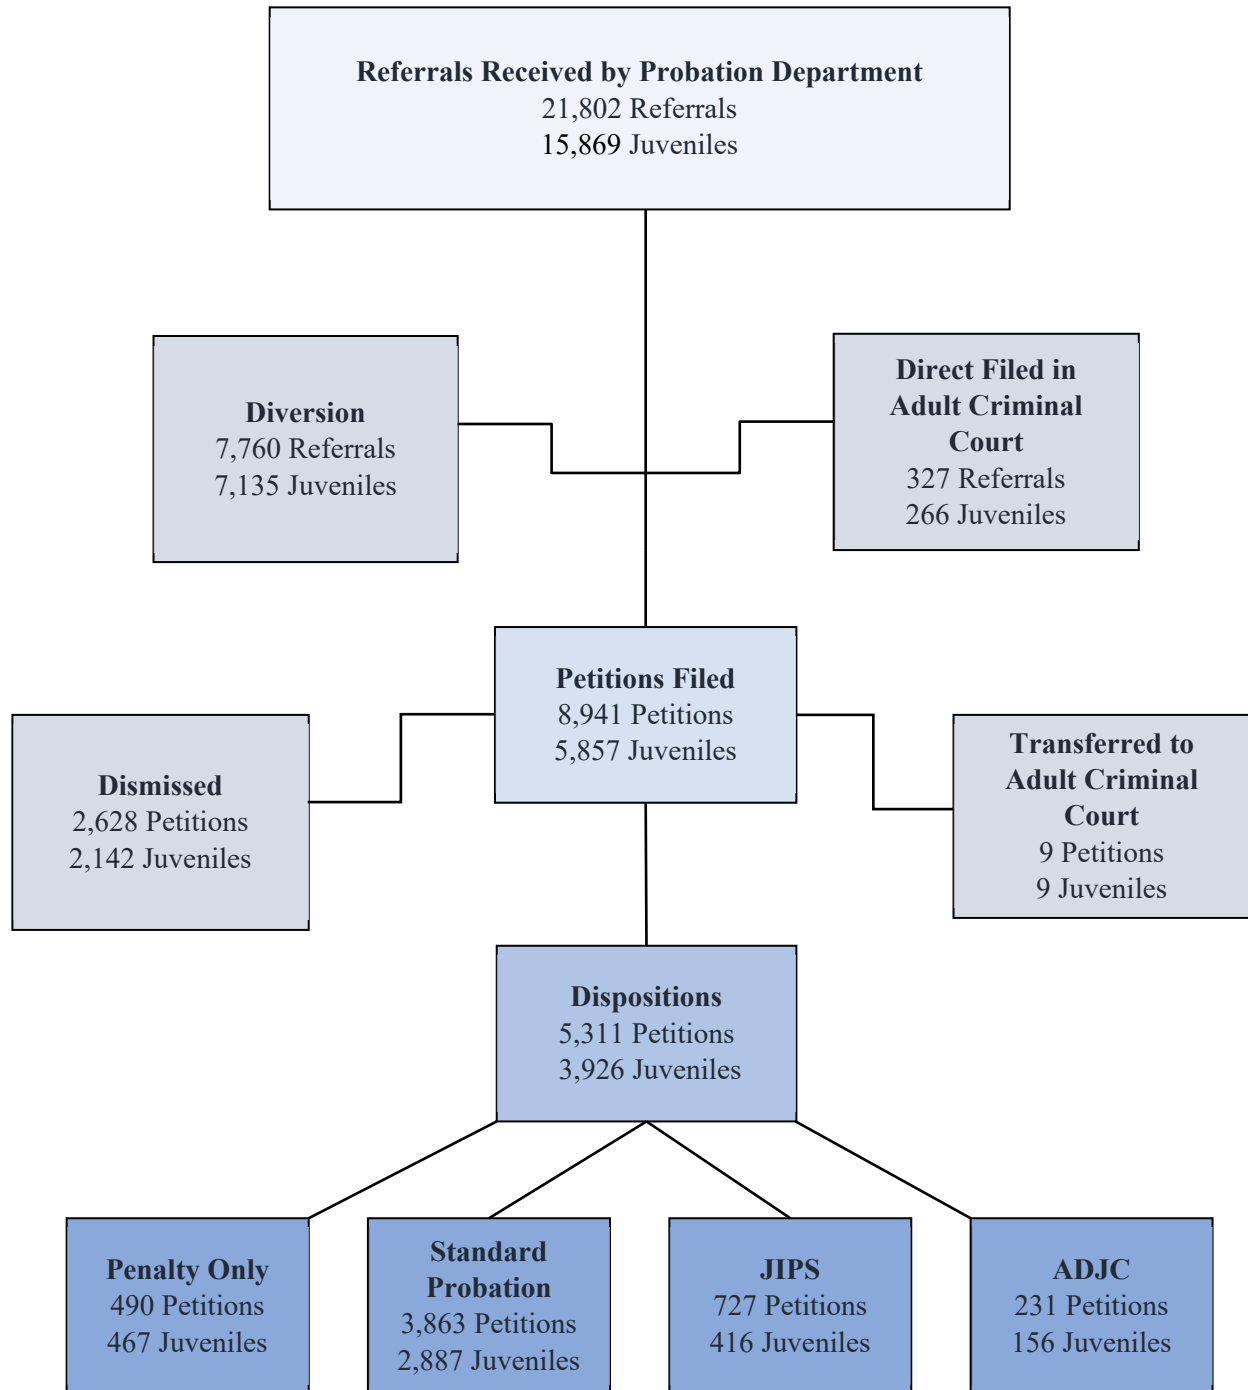 Referrals Received by Probation Department
21,802 Referrals
15,869 Juveniles
Diversion
7,760 Referrals
7,135 Juveniles
Direct Filed in
Adult Criminal
Court
327 Referrals
266 Juveniles
Petitions Filed
8,941 Petitions
5,857 Juveniles
Dismissed
2,628 Petitions
2,142 Juveniles
Transferred to
Adult Criminal
Court
9 Petitions
9 Juveniles
Dispositions
5,311 Petitions
3,926 Juveniles
Penalty Only
490 Petitions
467 Juveniles
Standard
Probation
3,863 Petitions
2,887 Juveniles
JIPS
727 Petitions
416 Juveniles
ADJC
231 Petitions
156 Juveniles